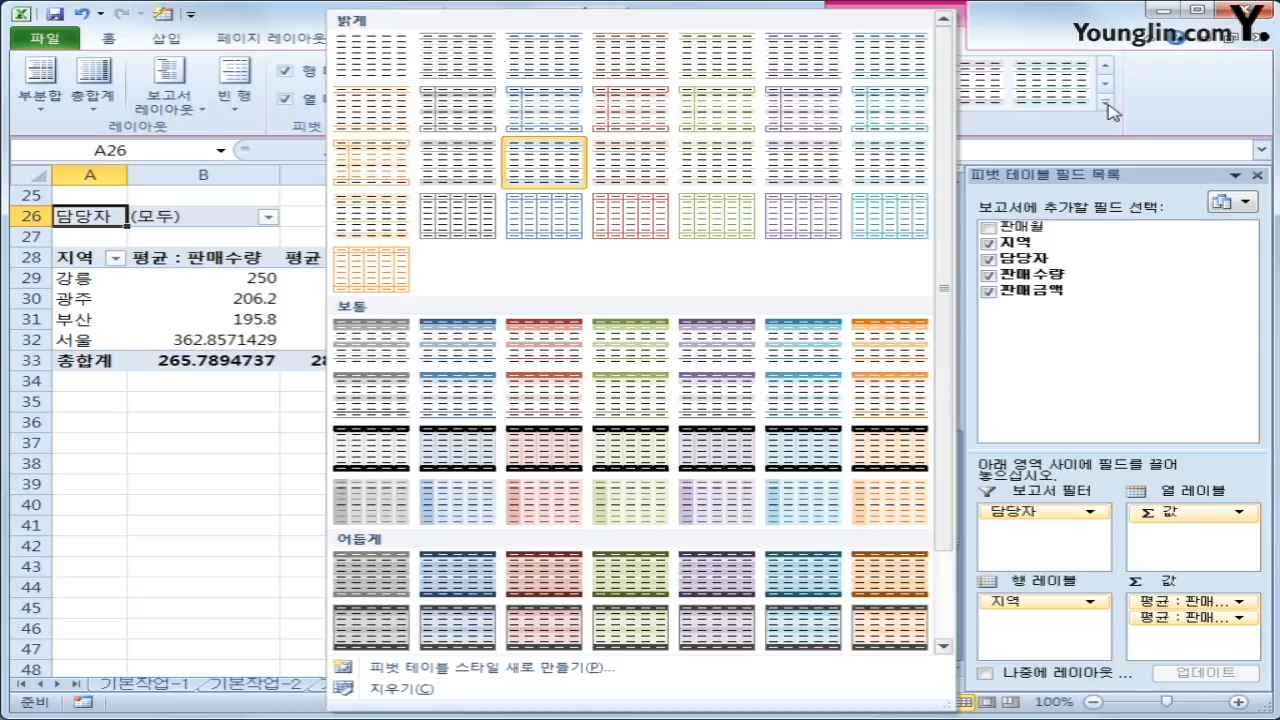 Youngjin.com Y.
파일 홈 삽입 페이지 레이아웃
부분합 총합계 보고서 레이아웃 빈 행
행
열
레이아웃 피벗
A26
밝게
보통
어둡게
피벗 테이블 스타일 새로 만들기(P)...
지우기(C)
A B
25
26 담당자 (모두)
27
28 지역 평균 : 판매수량 평균
29 강릉 250
30 광주 206.2
31 부산 195.8
32 서울 362.8571429
33 총합계 265.7894737 28
34
35
36
37
38
39
40
41
42
43
44
45
46
47
48
기본작업-1 기본작업-2
준비
100%
피벗 테이블 필드 목록
보고서에 추가할 필드 선택:
판매월
지역
담당자
판매수량
판매금액
아래 영역 사이에 필드를 끌어
놓으십시오.
보고서 필터 열 레이블
담당자 Σ 값
행 레이블 Σ 값
지역 평균 : 판매...
평균 : 판매...
나중에 레이아웃 ... 업데이트